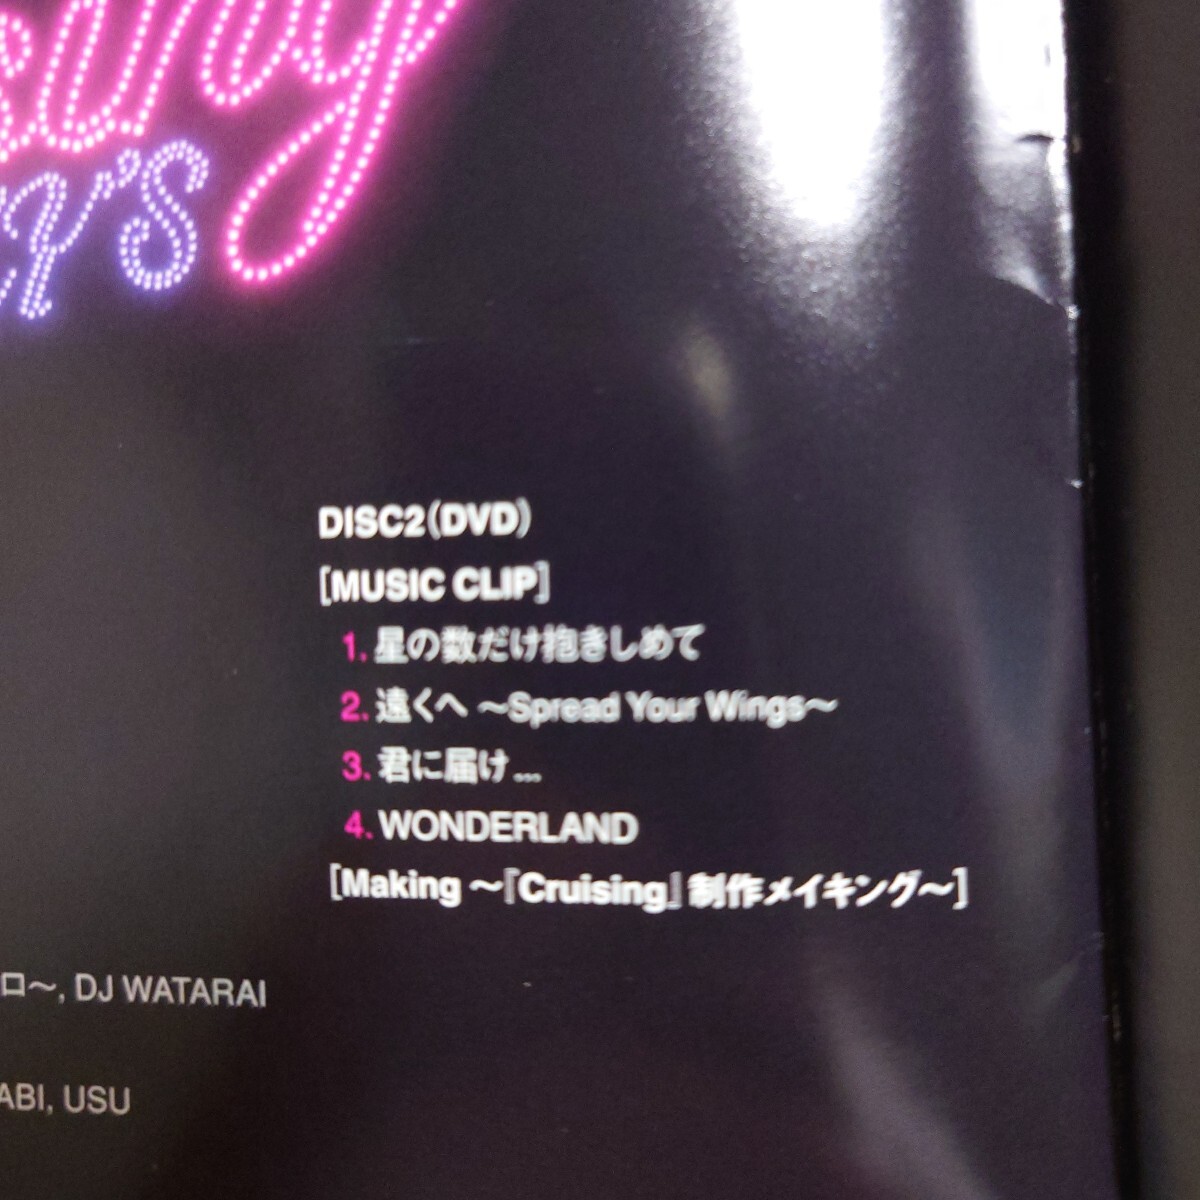 DISC2(DVD)
[MUSIC CLIP]
1. 星の数だけ抱きしめて
2. 遠くへ ～Spread Your Wings～
3. 君に届け...
4. WONDERLAND
[Making ～『Cruising』制作メイキング～]
ロ～, DJ WATARAI
ABI, USU